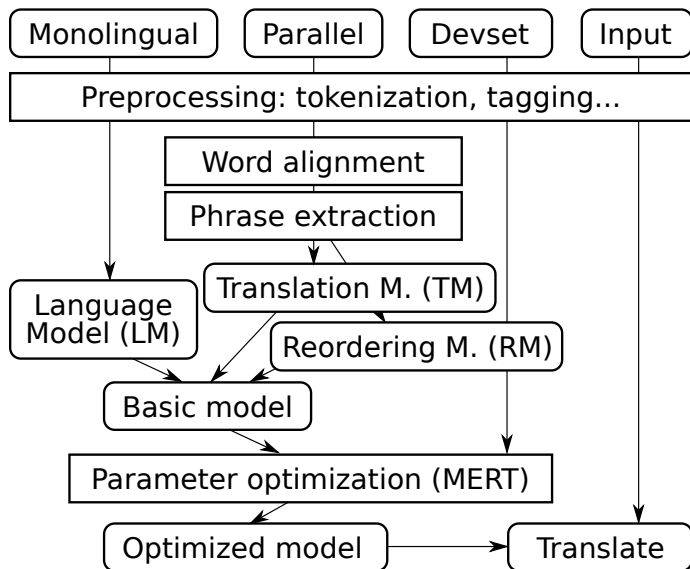 Monolingual
Parallel
Devset
Input
Preprocessing: tokenization, tagging...
Word alignment
Phrase extraction
Translation M. (TM)
Language
Model (LM)
Reordering M. (RM)
Basic model
Parameter optimization (MERT)
Optimized model
Translate